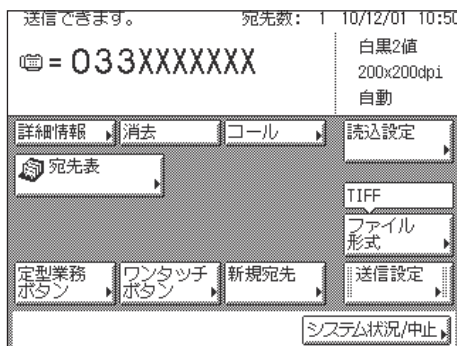 送信できます。 宛先数: 1 10/12/01 10:50
= 033XXXXXXX
白黒2値
200x200dpi
自動
詳細情報 消去 コール 読込設定
宛先表
TIFF
ファイル
形式
定型業務
ボタン
ワンタッチ
ボタン
新規宛先
送信設定
システム状況/中止